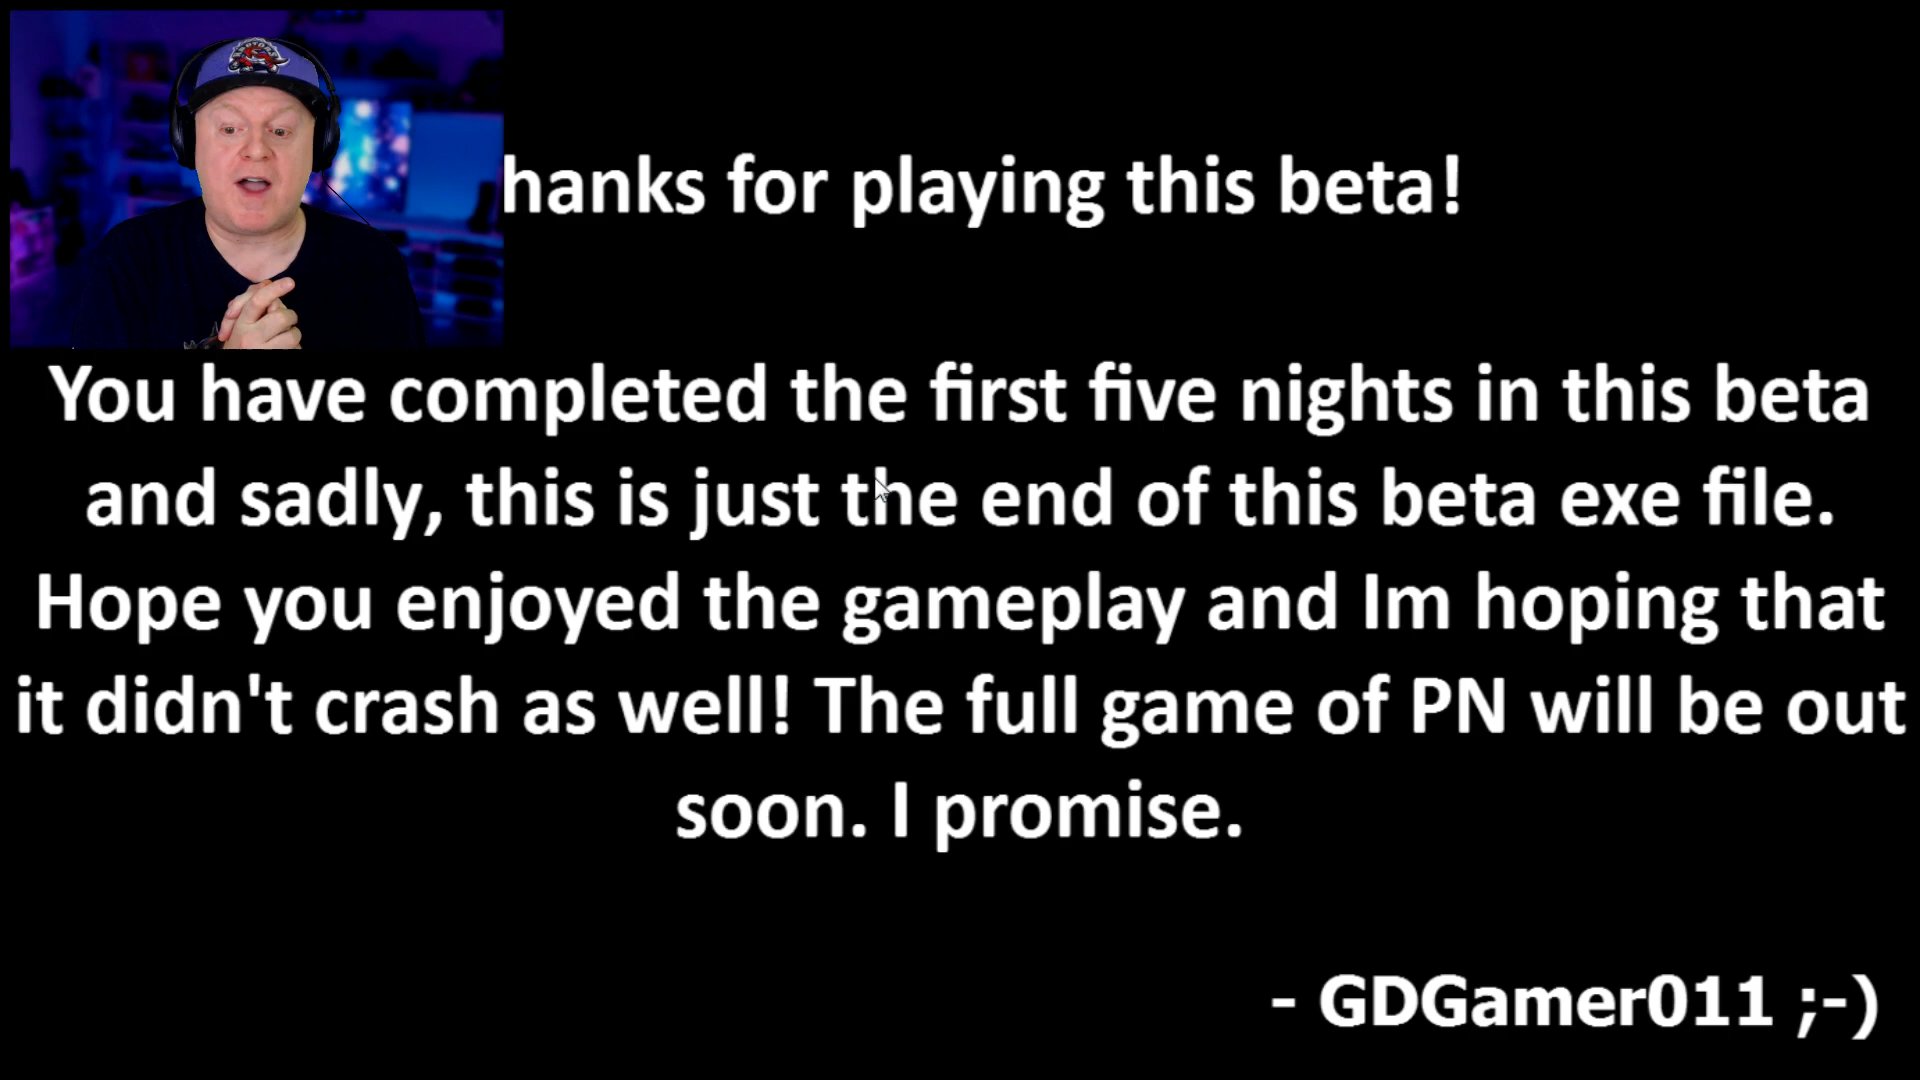 hanks for playing this beta!
You have completed the first five nights in this beta
and sadly, this is just the end of this beta exe file.
Hope you enjoyed the gameplay and Im hoping that
it didn't crash as well! The full game of PN will be out
soon. I promise.
- GDGamer011 ;-)